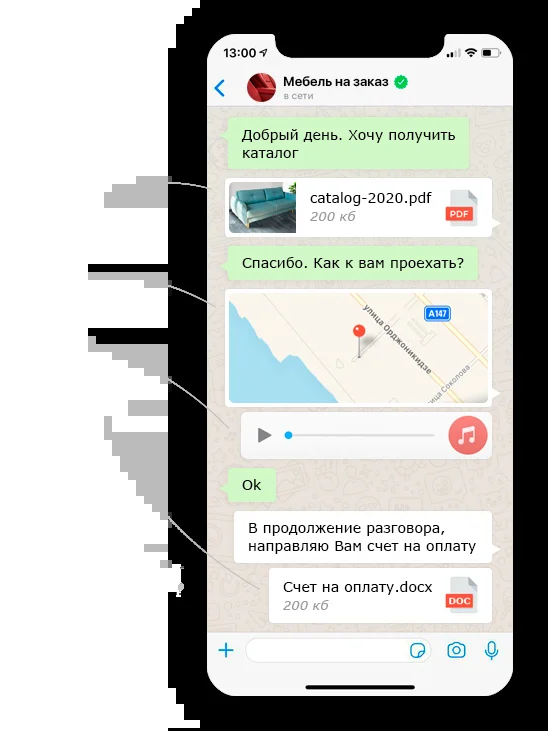 13:00
Мебель на заказ
в сети
Добрый день. Хочу получить
каталог
catalog-2020.pdf
200 кб
PDF
Спасибо. Как к вам проехать?
A147
улица Орджоникидзе
улица Соколова
Ok
В продолжение разговора,
направляю Вам счет на оплату
Счет на оплату.docx
200 кб
DOC